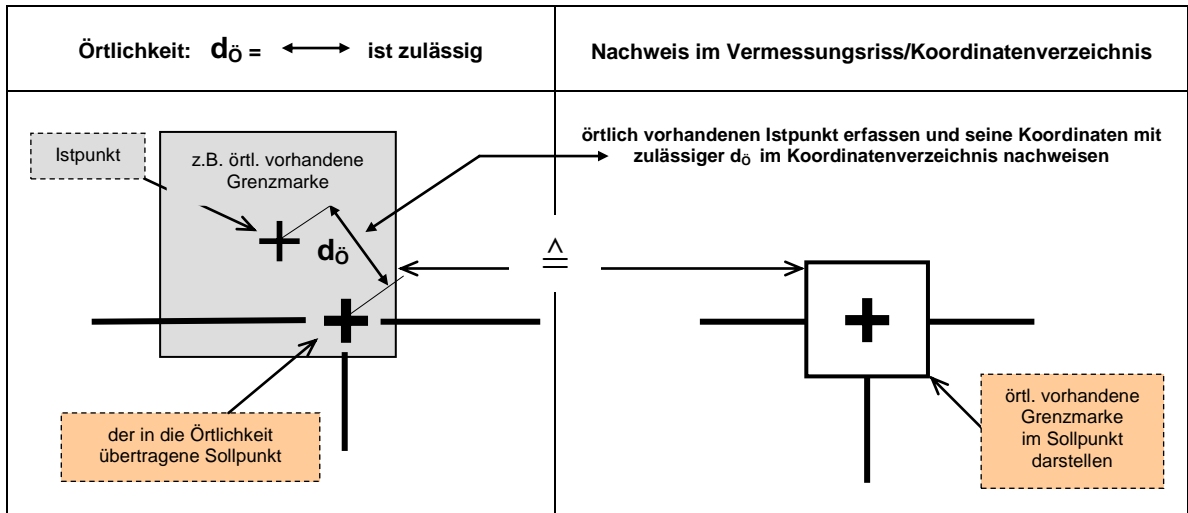 Örtlichkeit: dÖ = ist zulässig
Nachweis im Vermessungsriss/Koordinatenverzeichnis
Istpunkt
z.B. örtl. vorhandene
Grenzmarke
dÖ
der in die Örtlichkeit
übertragene Sollpunkt
≙
örtlich vorhandenen Istpunkt erfassen und seine Koordinaten mit
zulässiger dÖ im Koordinatenverzeichnis nachweisen
örtl. vorhandene
Grenzmarke
im Sollpunkt
darstellen